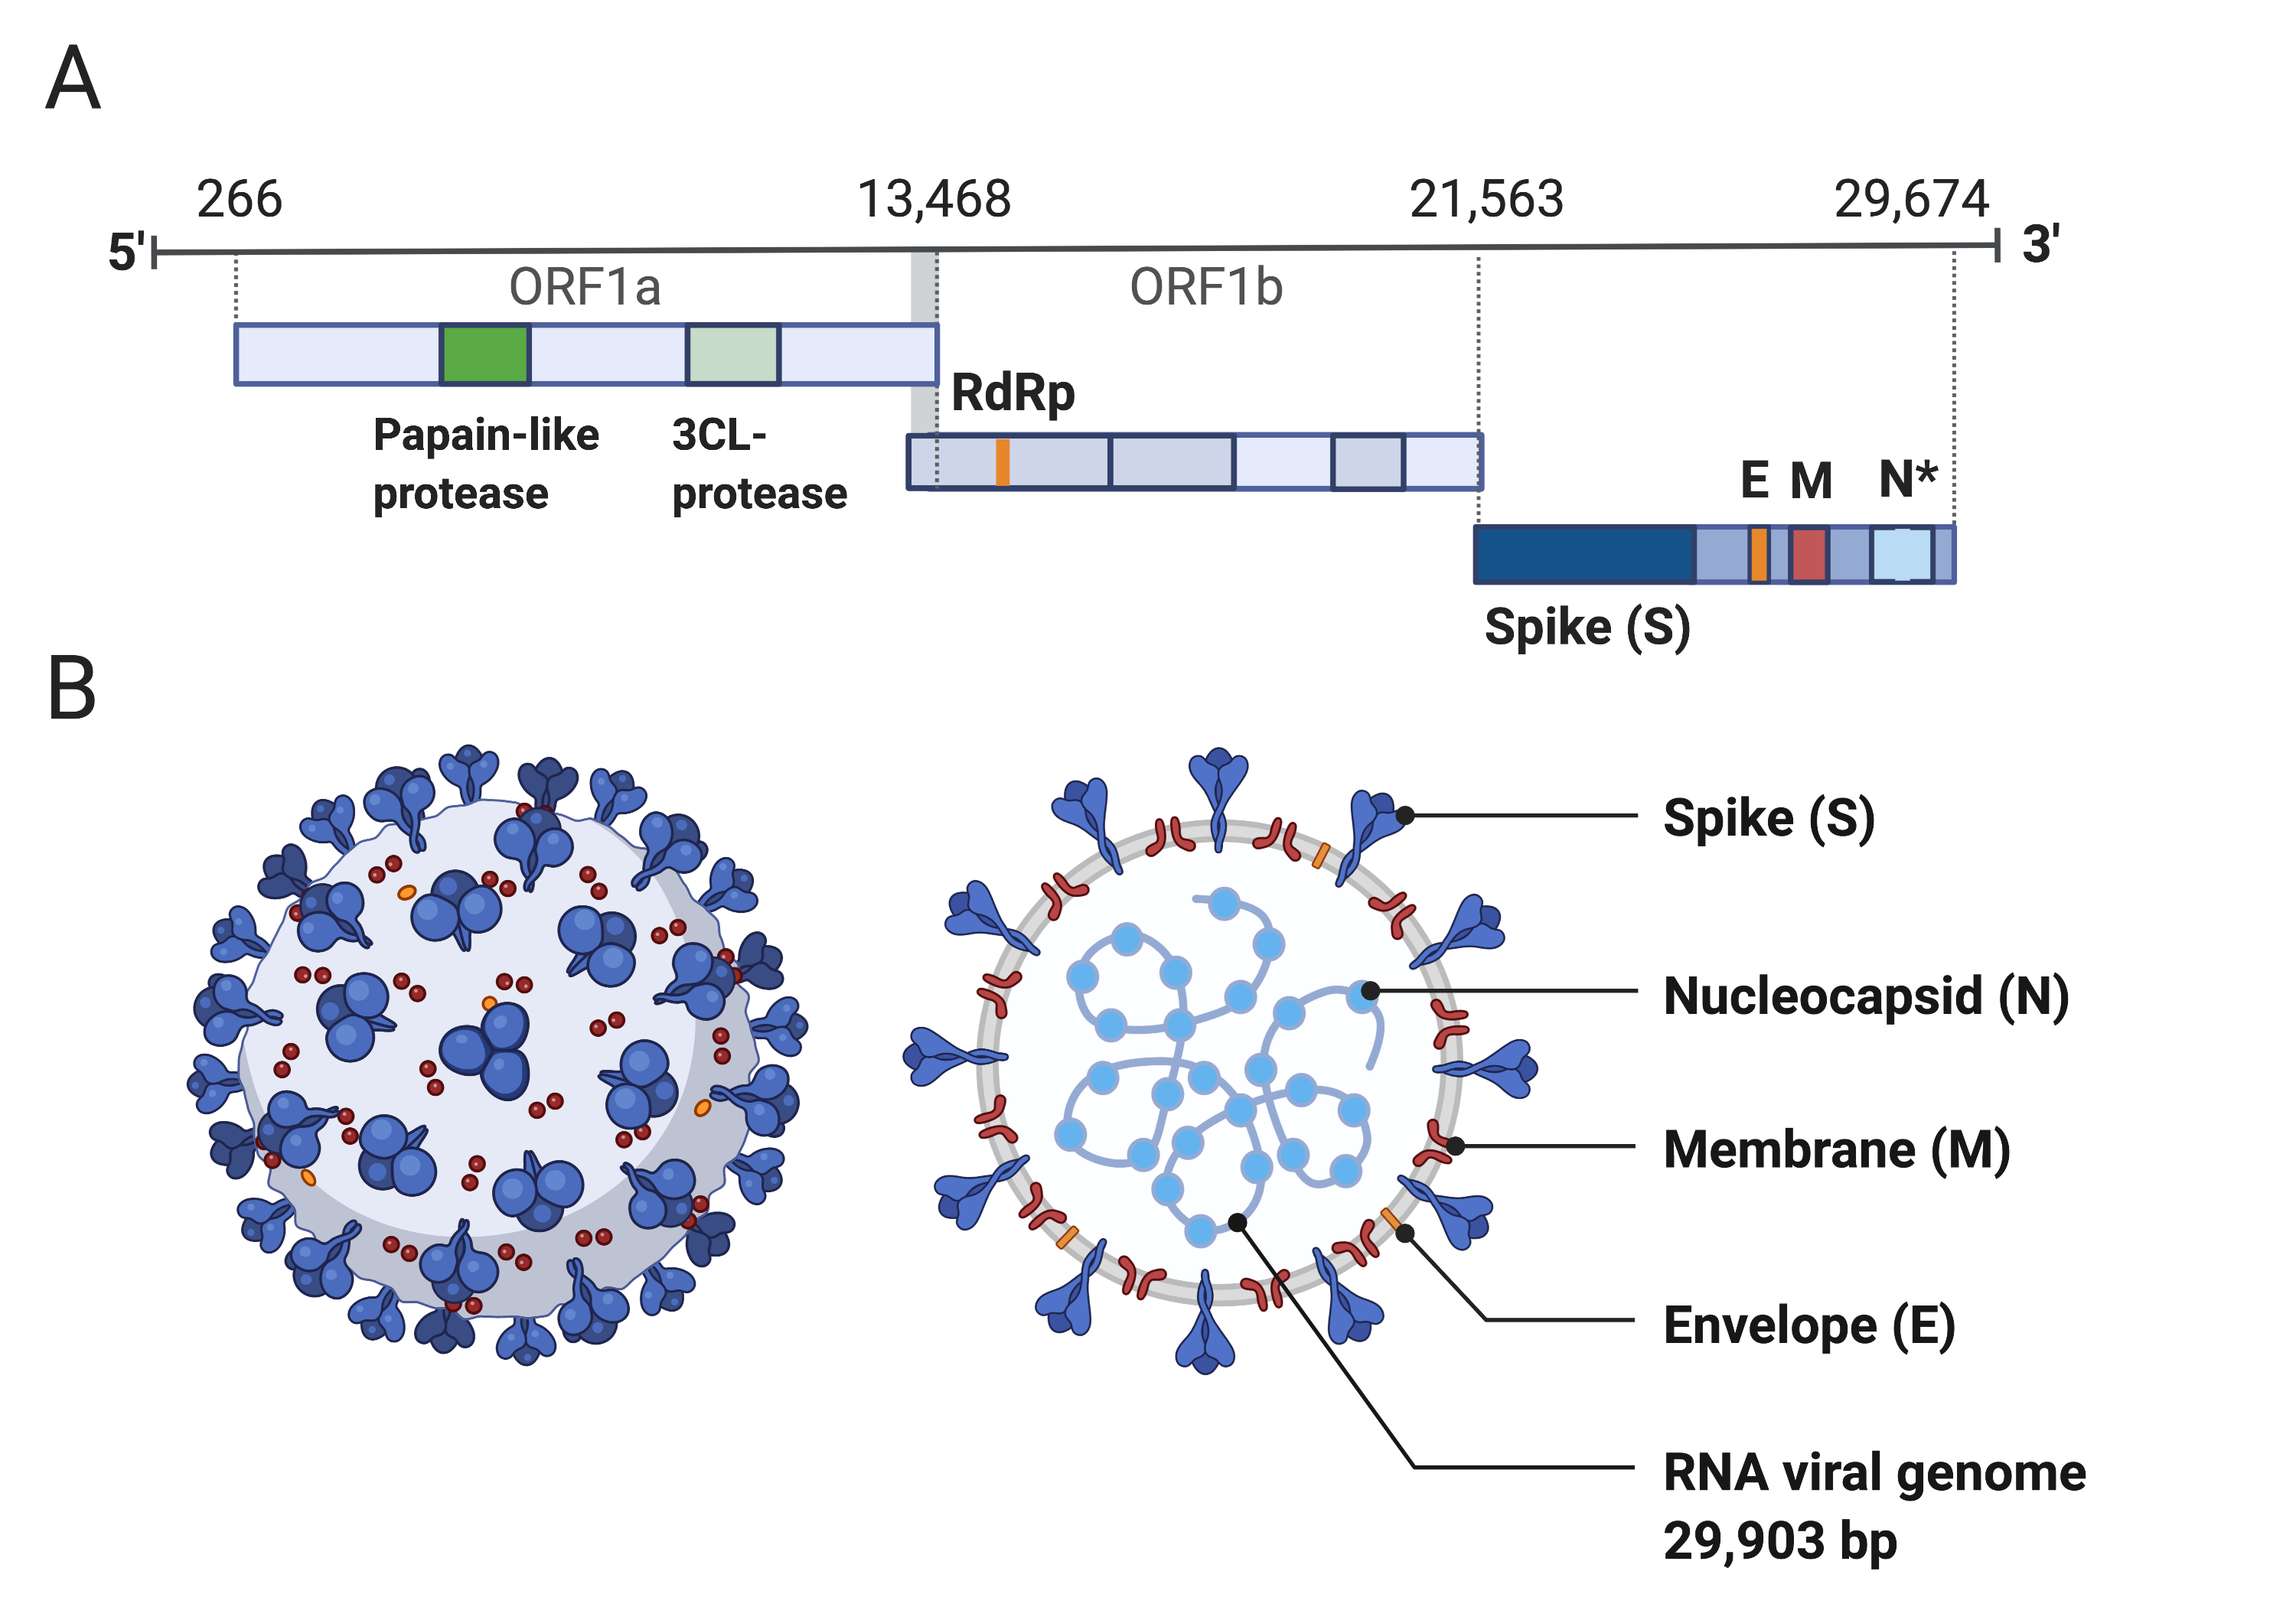 A
266 13,468 21,563 29,674
5' 3'
ORF1a ORF1b
RdRp
Papain-like
protease
3CL-
protease
E M N*
Spike (S)
B
Spike (S)
Nucleocapsid (N)
Membrane (M)
Envelope (E)
RNA viral genome
29,903 bp